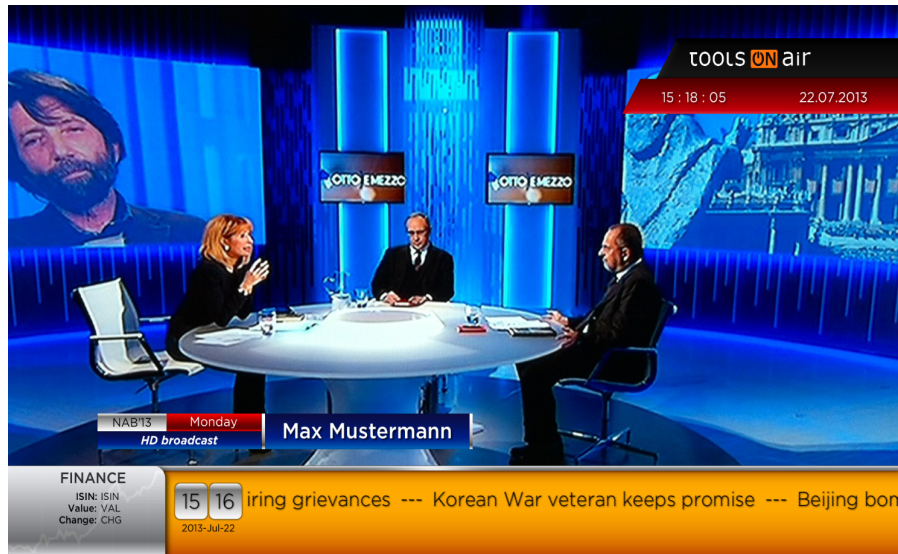 tools ON air
15 : 18 : 05 22.07.2013
OTTO E MEZZO
OTTO E MEZZO
NAB'13 Monday
HD broadcast
Max Mustermann
FINANCE
ISIN: ISIN
Value: VAL
Change: CHG
15 16
2013-Jul-22
iring grievances --- Korean War veteran keeps promise --- Beijing bom